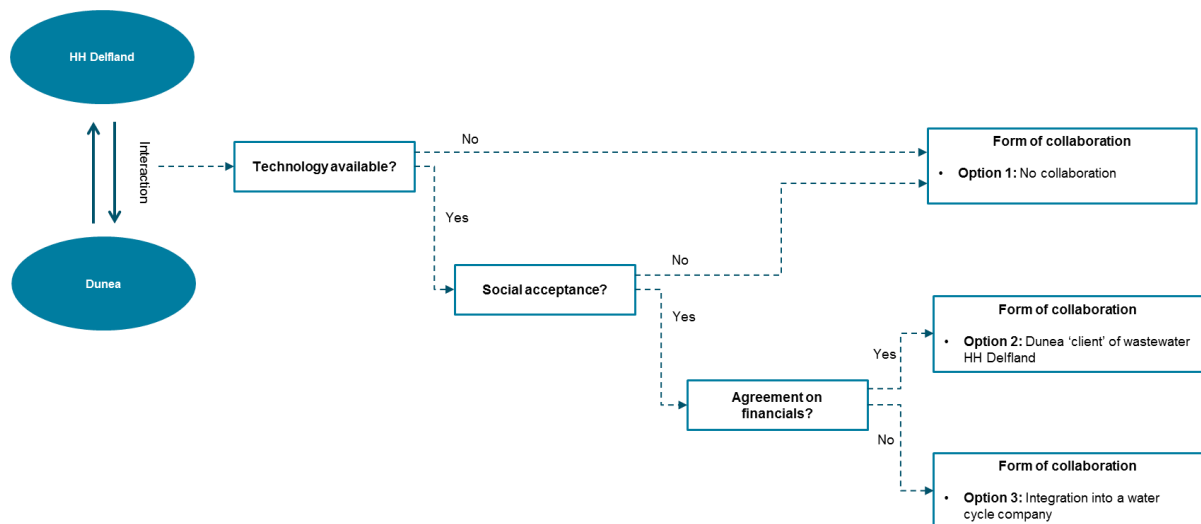 HH Delfland
Interaction
Dunea
Technology available?
No
Yes
Social acceptance?
No
Yes
Agreement on
financials?
Yes
No
Form of collaboration
• Option 1: No collaboration
Form of collaboration
• Option 2: Dunea ‘client’ of wastewater
HH Delfland
Form of collaboration
• Option 3: Integration into a water
cycle company